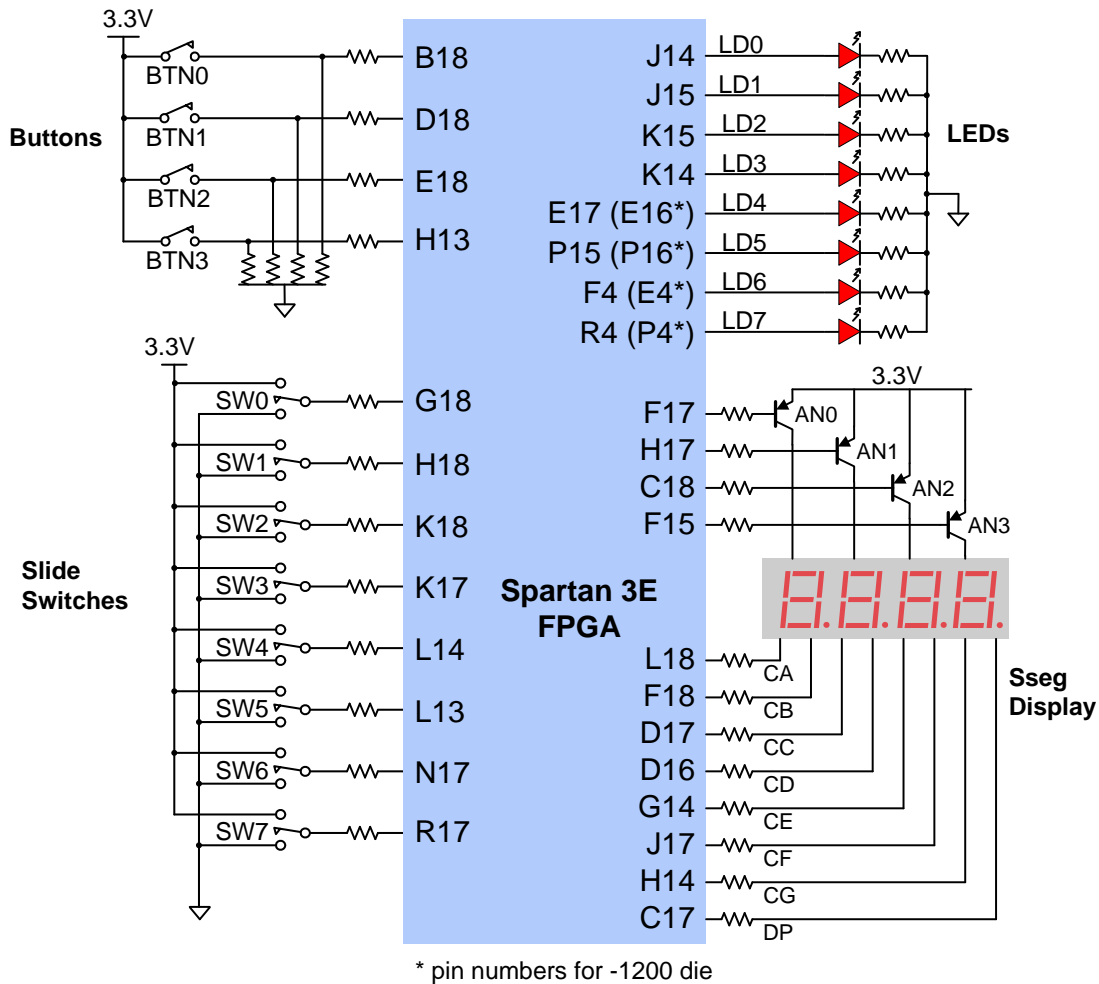 3.3V
BTN0
BTN1
BTN2
BTN3
Buttons
B18
D18
E18
H13
J14
J15
K15
K14
E17 (E16*)
P15 (P16*)
F4 (E4*)
R4 (P4*)
LD0
LD1
LD2
LD3
LD4
LD5
LD6
LD7
LEDs
3.3V
SW0
SW1
SW2
SW3
SW4
SW5
SW6
SW7
Slide
Switches
G18
H18
K18
K17
L14
L13
N17
R17
Spartan 3E
FPGA
3.3V
F17
H17
C18
F15
AN0
AN1
AN2
AN3
8.8.8.8.
L18
F18
D17
D16
G14
J17
H14
C17
CA
CB
CC
CD
CE
CF
CG
DP
Sseg
Display
* pin numbers for -1200 die